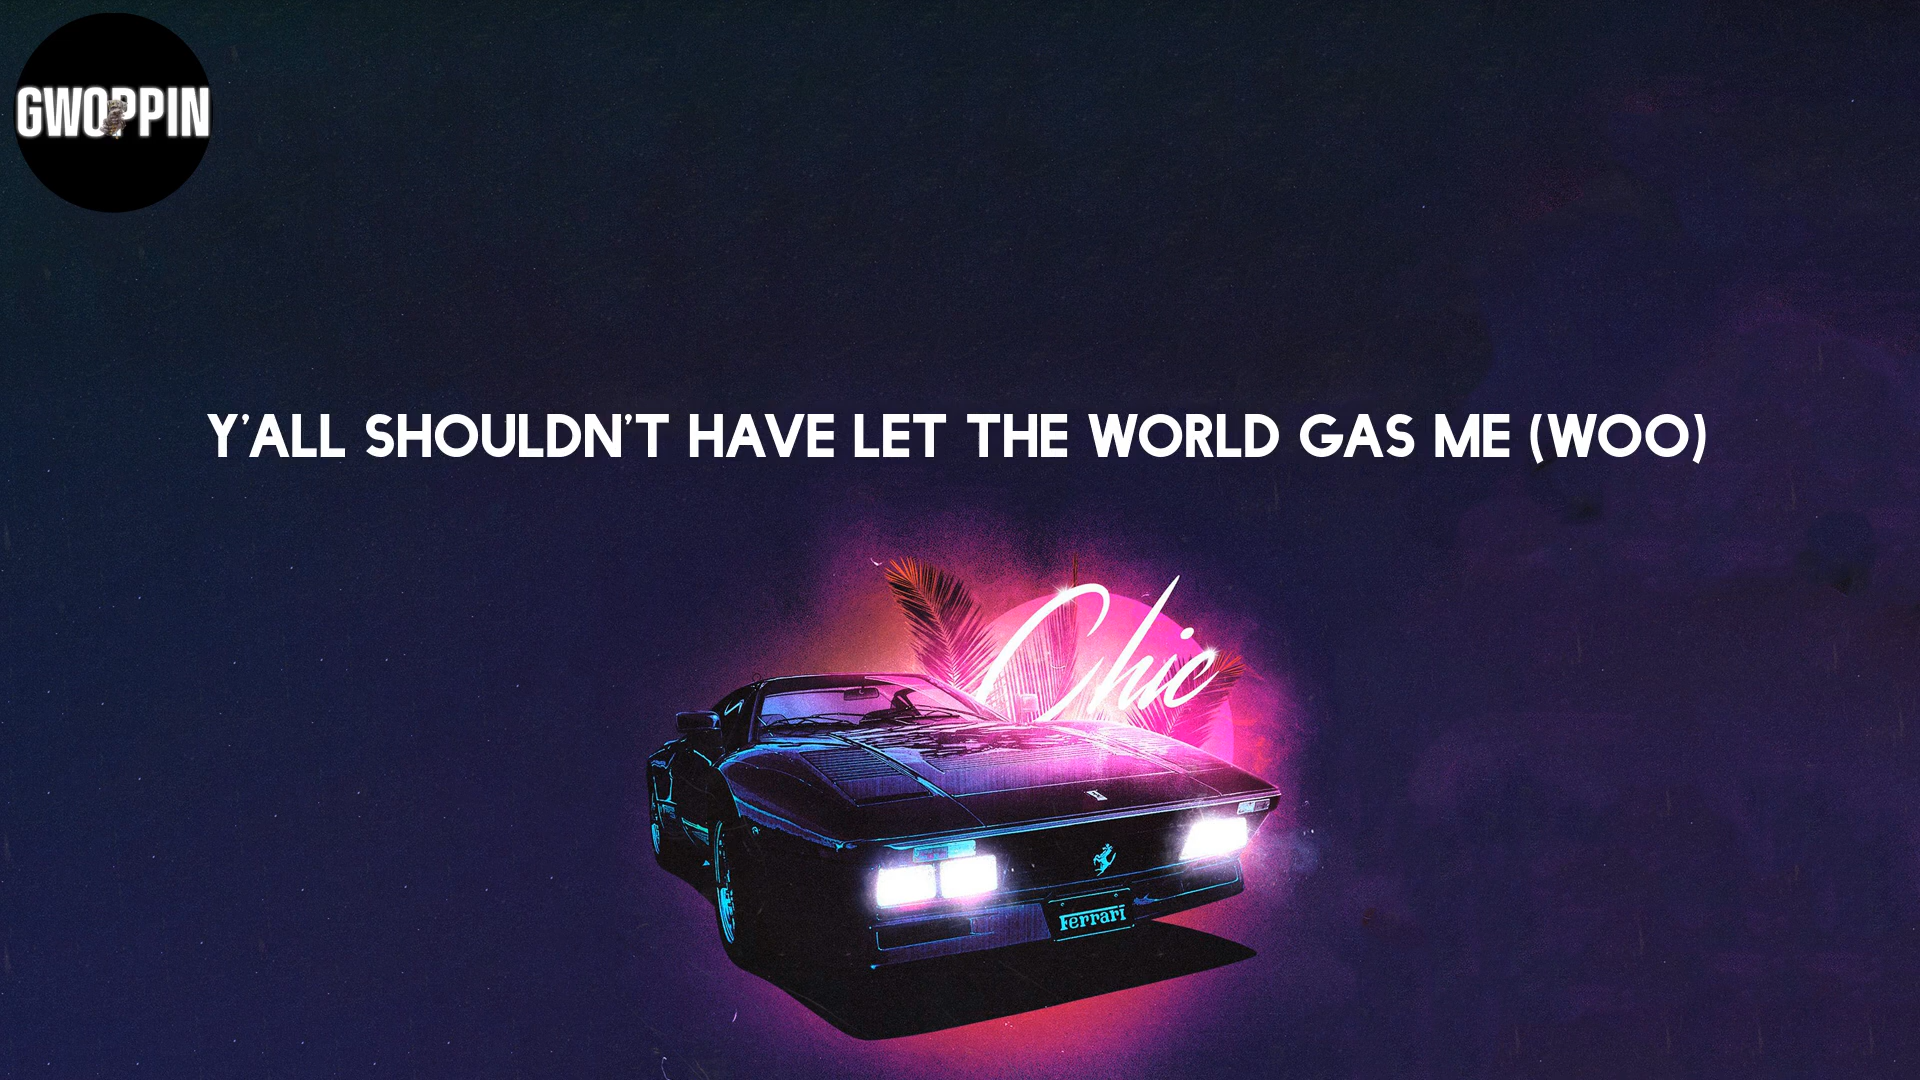 GWOPPIN
Y'ALL SHOULDN'T HAVE LET THE WORLD GAS ME (WOO)
Chic
Ferrari